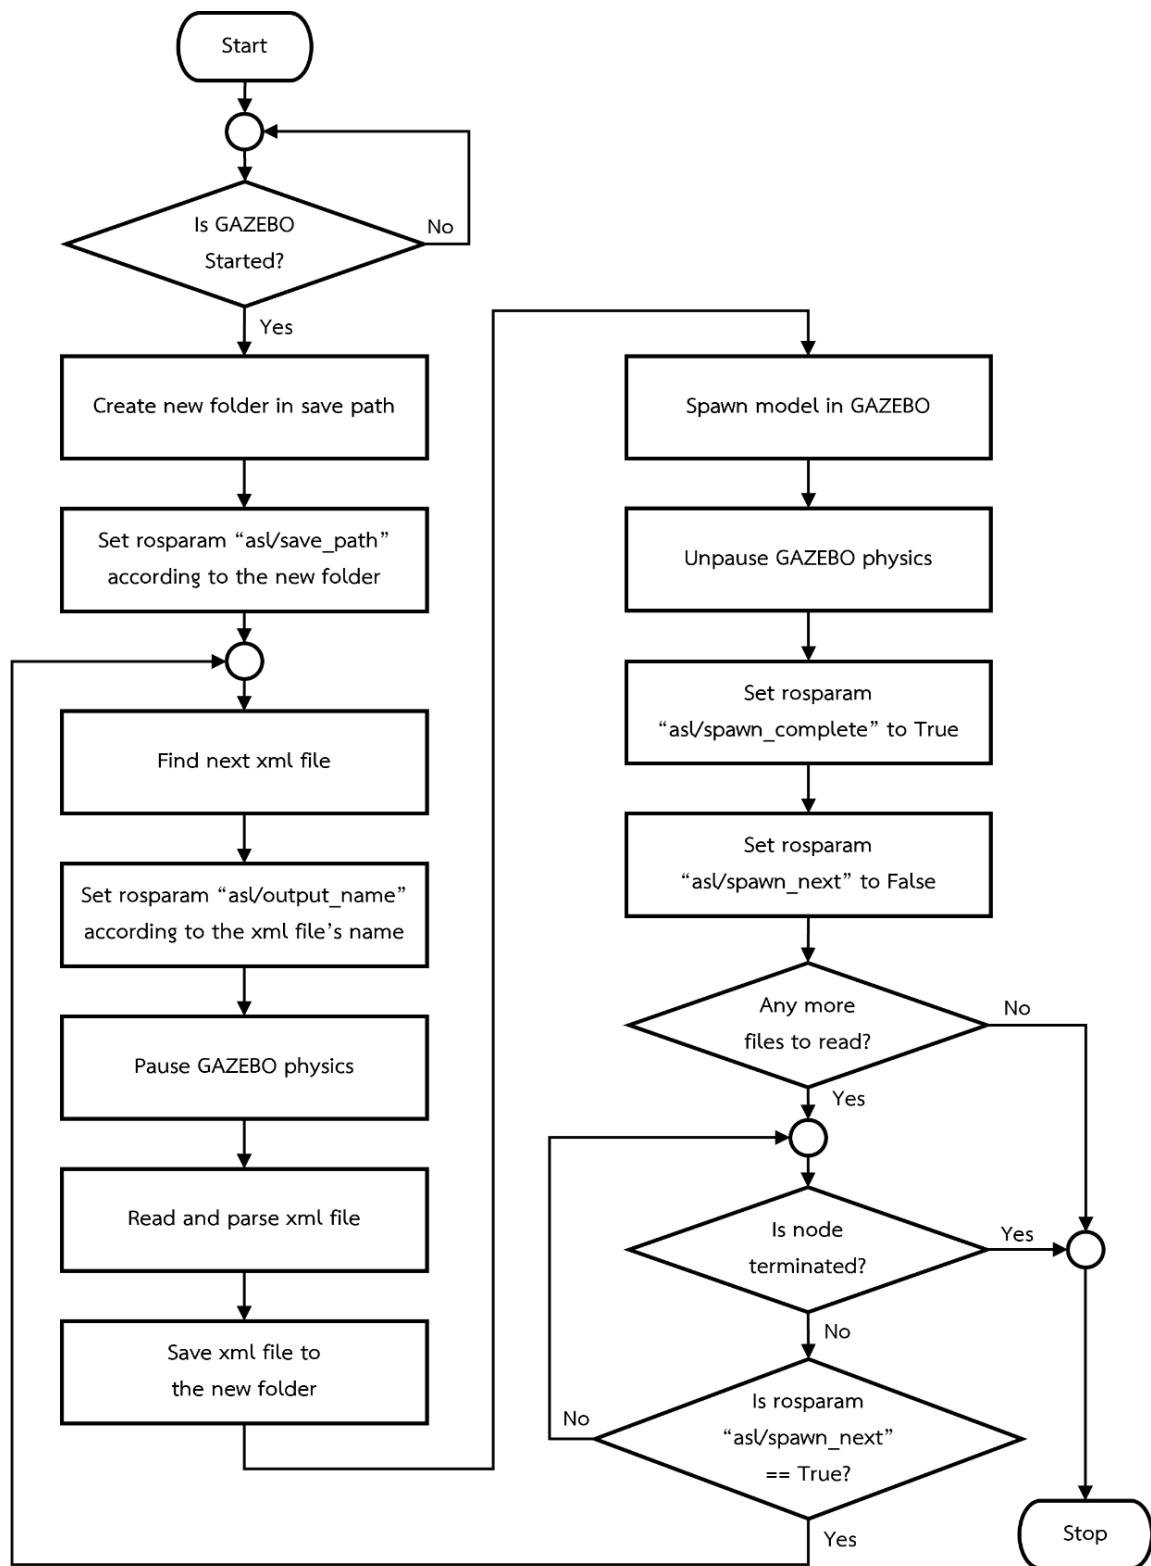 Start
Is GAZEBO
Started?
No
Yes
Create new folder in save path
Set rosparam “asl/save_path”
according to the new folder
Find next xml file
Set rosparam “asl/output_name”
according to the xml file’s name
Pause GAZEBO physics
Read and parse xml file
Save xml file to
the new folder
Spawn model in GAZEBO
Unpause GAZEBO physics
Set rosparam
“asl/spawn_complete” to True
Set rosparam
“asl/spawn_next” to False
Any more
files to read?
No
Yes
Is node
terminated?
Yes
No
Is rosparam
“asl/spawn_next”
== True?
No
Yes
Stop